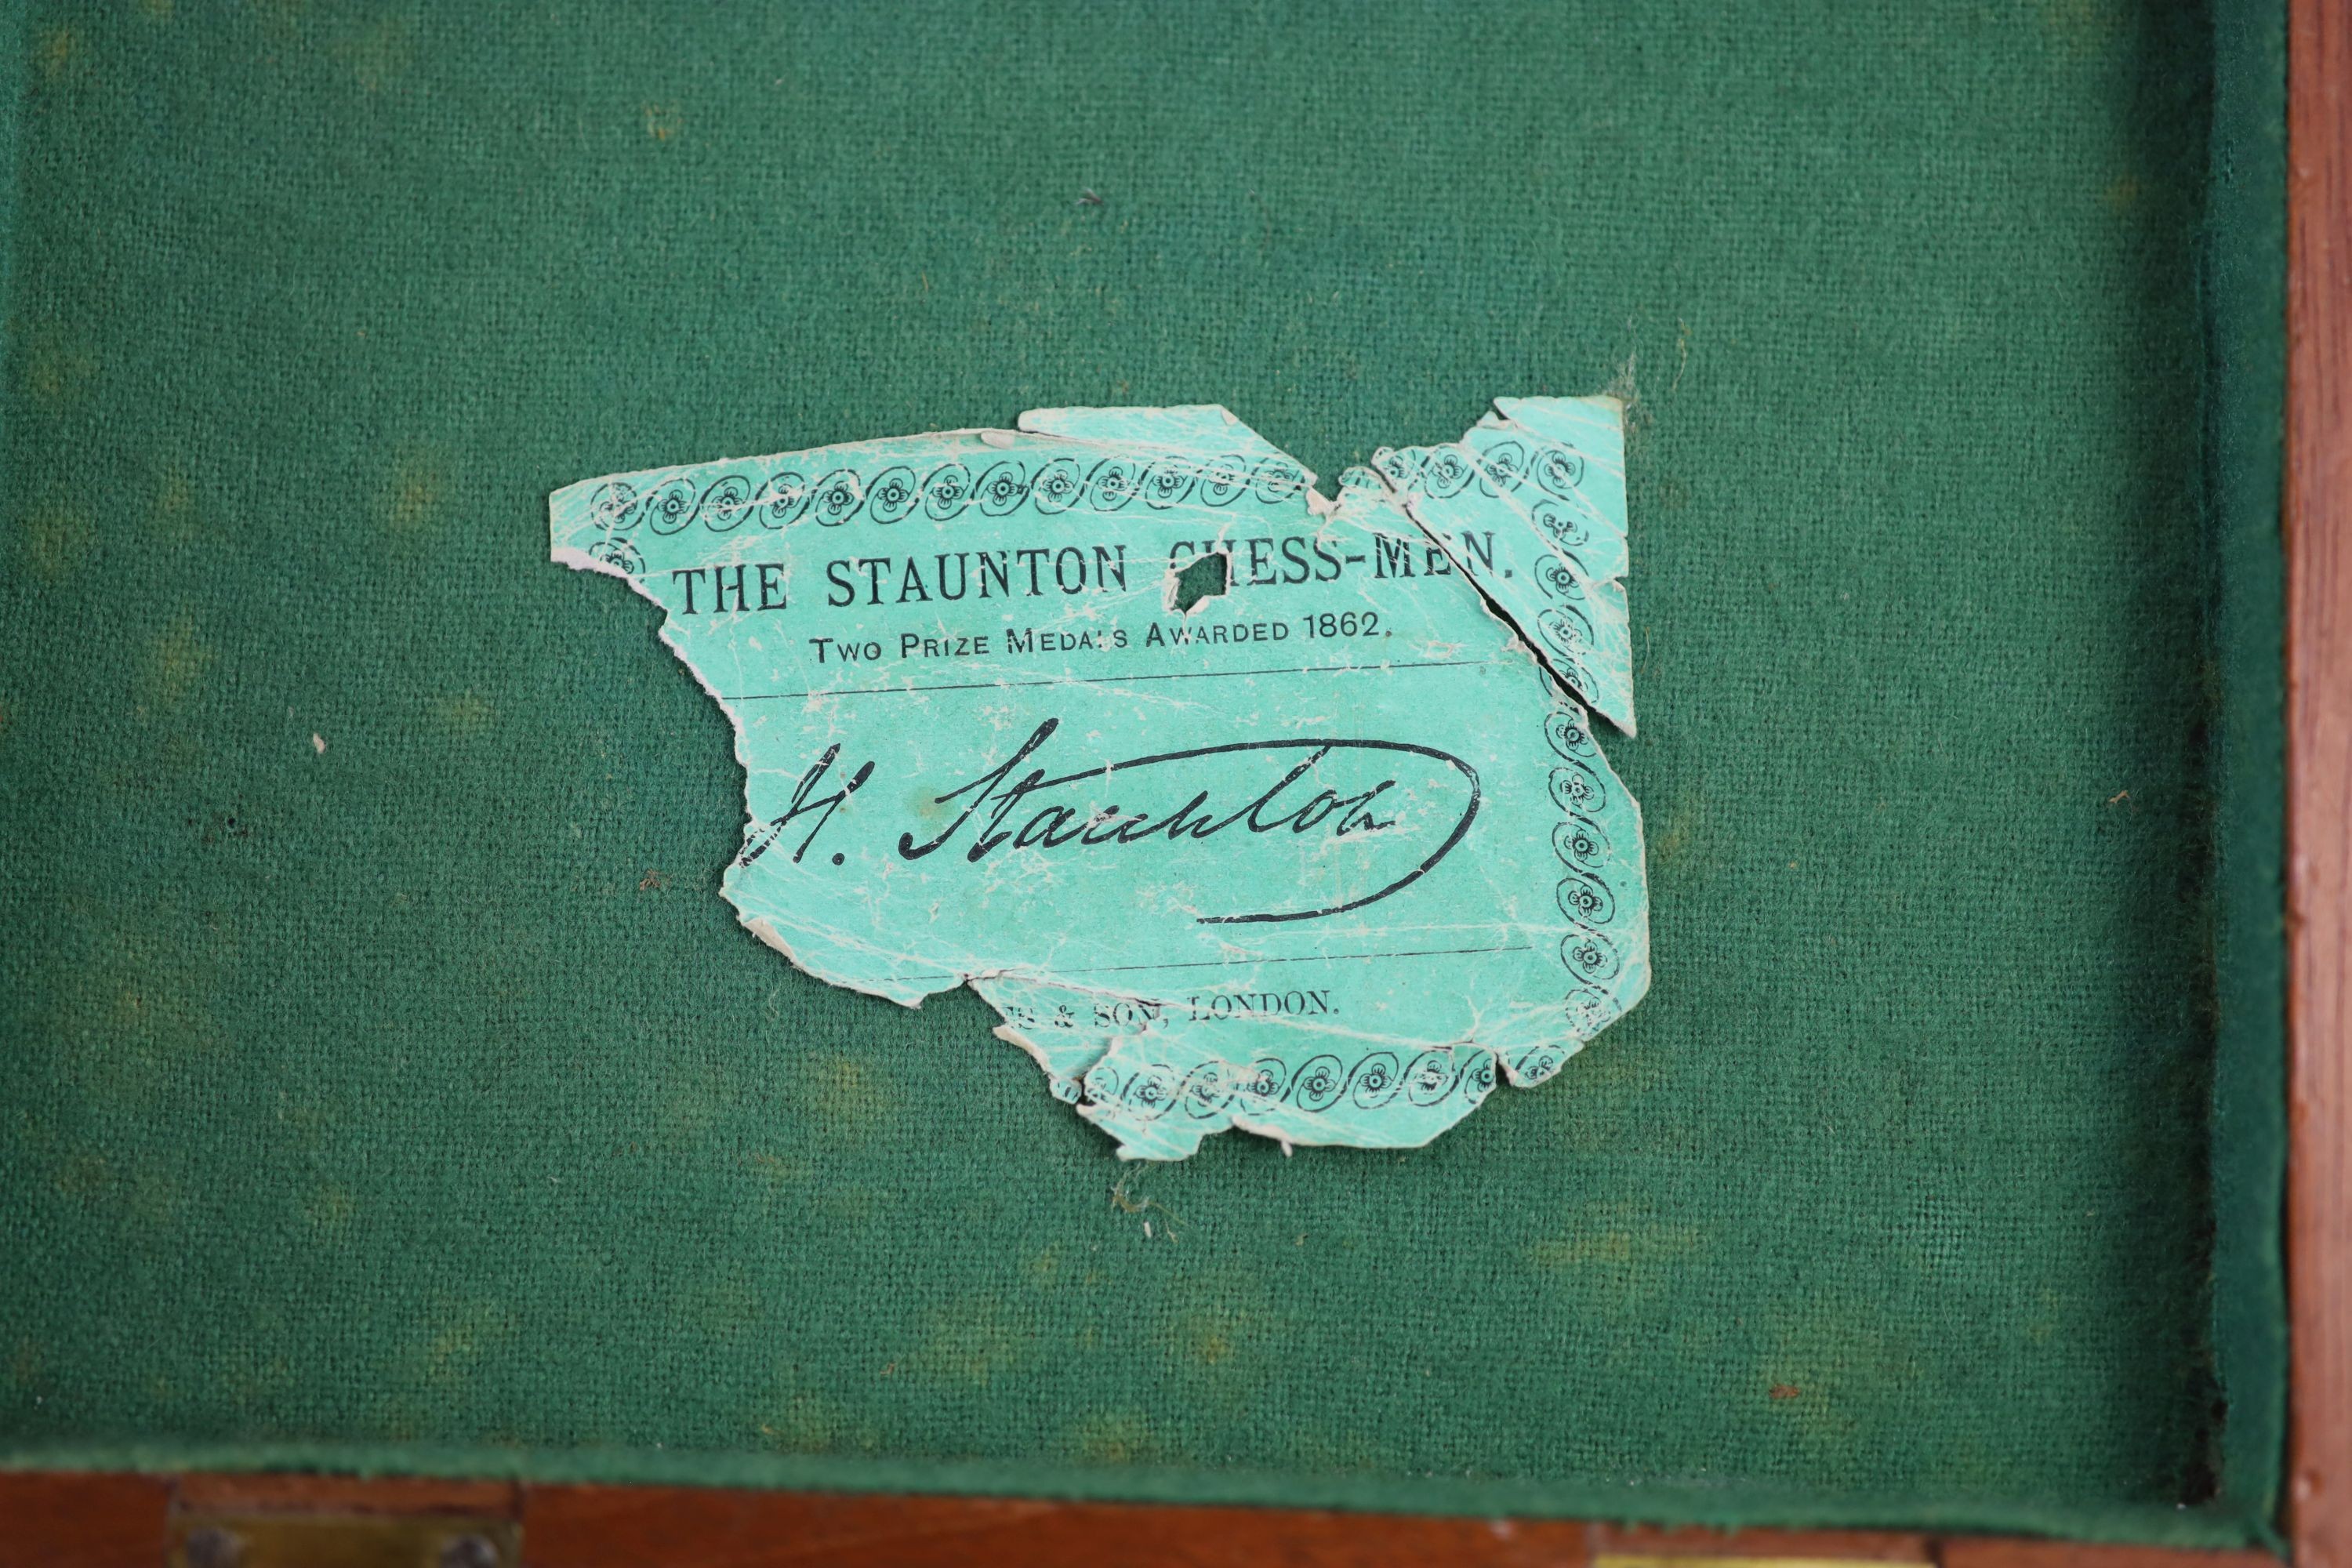 THE STAUNTON CHESS-MEN.
TWO PRIZE MEDALS AWARDED 1862.
H. Staunton
& SON, LONDON.